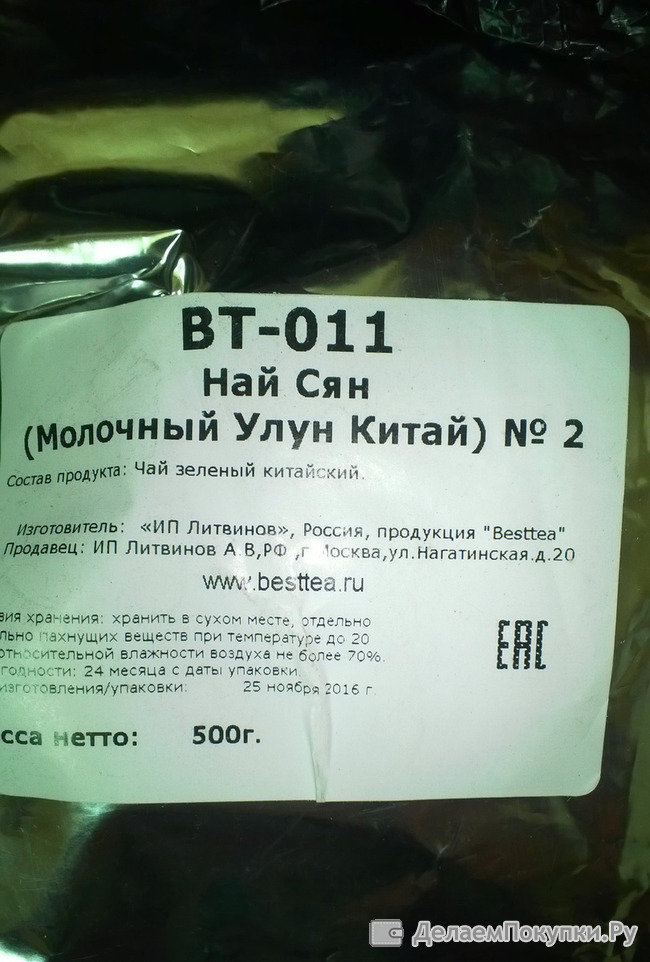 ВТ-011
Най Сян
(Молочный Улун Китай) № 2
Состав продукта: Чай зеленый китайский.
Изготовитель: «ИП Литвинов», Россия, продукция "Besttea"
Продавец: ИП Литвинов А.В,РФ ,г Москва,ул.Нагатинская.д.20
www.besttea.ru
вия хранения: хранить в сухом месте, отдельно
льно пахнущих веществ при температуре до 20
относительной влажности воздуха не более 70%.
годности: 24 месяца с даты упаковки.
изготовления/упаковки: 25 ноября 2016 г.
EAC
сса нетто: 500г.
ДелаемПокупки.Ру